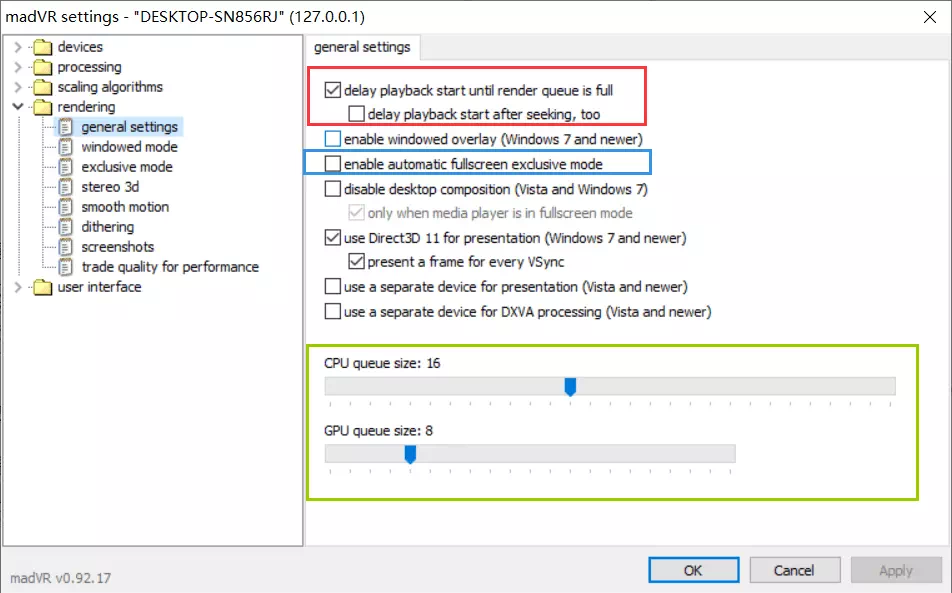 madVR settings - "DESKTOP-SN856RJ" (127.0.0.1)
devices
processing
scaling algorithms
rendering
general settings
windowed mode
exclusive mode
stereo 3d
smooth motion
dithering
screenshots
trade quality for performance
user interface
general settings
delay playback start until render queue is full
delay playback start after seeking, too
enable windowed overlay (Windows 7 and newer)
enable automatic fullscreen exclusive mode
disable desktop composition (Vista and Windows 7)
only when media player is in fullscreen mode
use Direct3D 11 for presentation (Windows 7 and newer)
present a frame for every VSync
use a separate device for presentation (Vista and newer)
use a separate device for DXVA processing (Vista and newer)
CPU queue size: 16
GPU queue size: 8
madVR v0.92.17
OK
Cancel
Apply